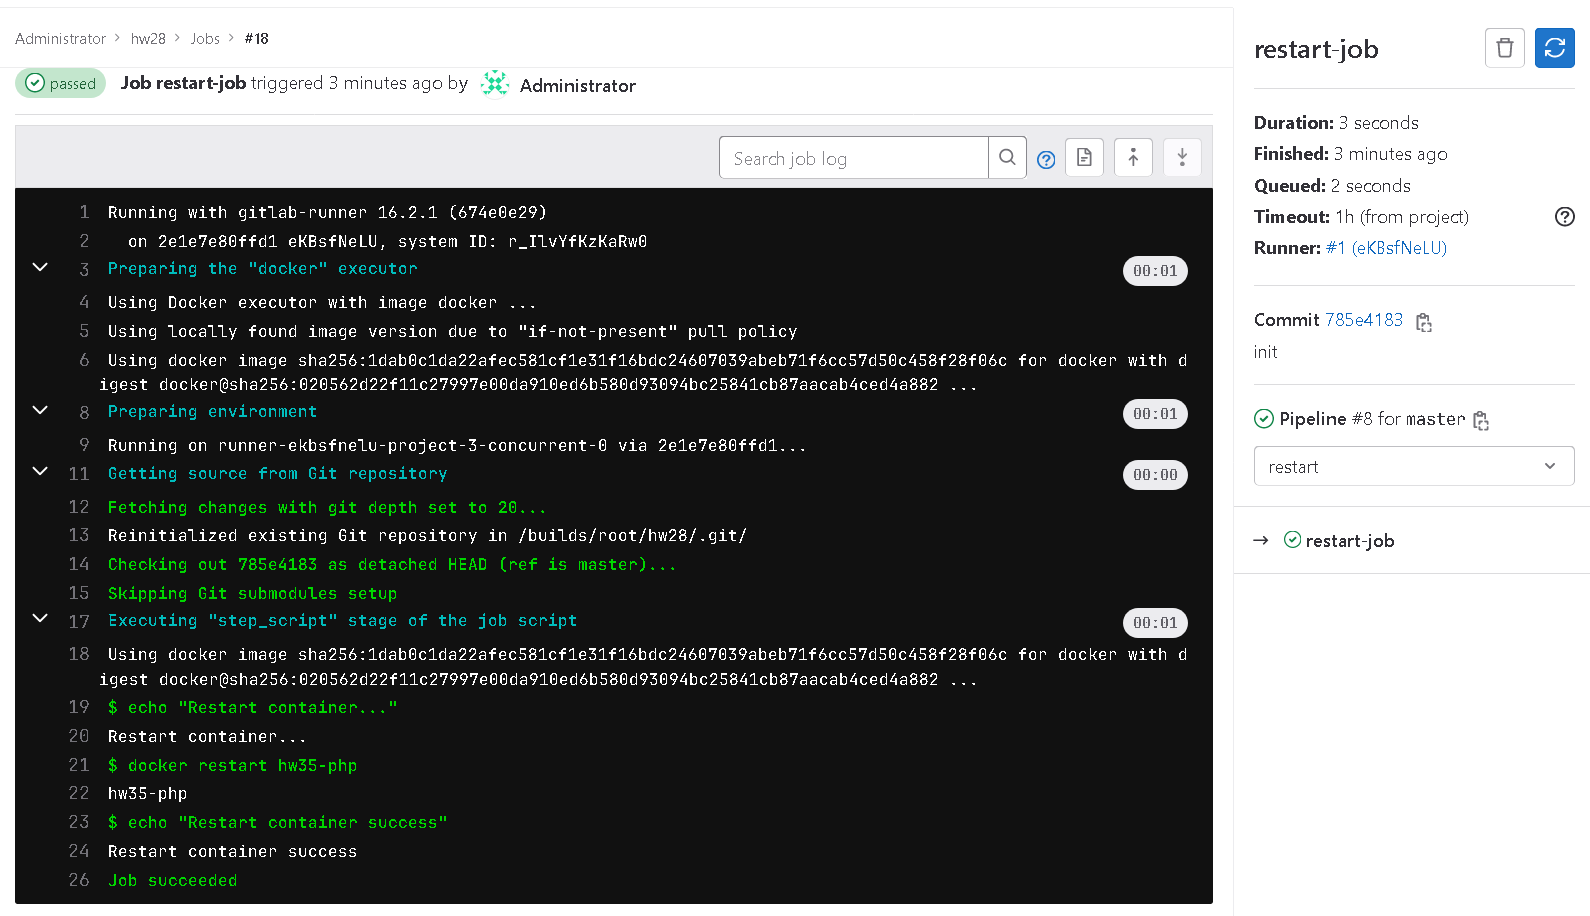 Administrator > hw28 > Jobs > #18
passed Job restart-job triggered 3 minutes ago by Administrator
Search job log
1 Running with gitlab-runner 16.2.1 (674e0e29)
2 on 2e1e7e80ffd1 eKBsfNeLU, system ID: r_IlvYfKzKaRw0
3 Preparing the "docker" executor 00:01
4 Using Docker executor with image docker ...
5 Using locally found image version due to "if-not-present" pull policy
6 Using docker image sha256:1dab0c1da22afec581cf1e31f16bdc24607039abeb71f6cc57d50c458f28f06c for docker with d
igest docker@sha256:020562d22f11c27997e00da910ed6b580d93094bc25841cb87aacab4ced4a882 ...
8 Preparing environment 00:01
9 Running on runner-ekbsfnelu-project-3-concurrent-0 via 2e1e7e80ffd1...
11 Getting source from Git repository 00:00
12 Fetching changes with git depth set to 20...
13 Reinitialized existing Git repository in /builds/root/hw28/.git/
14 Checking out 785e4183 as detached HEAD (ref is master)...
15 Skipping Git submodules setup
17 Executing "step_script" stage of the job script 00:01
18 Using docker image sha256:1dab0c1da22afec581cf1e31f16bdc24607039abeb71f6cc57d50c458f28f06c for docker with d
igest docker@sha256:020562d22f11c27997e00da910ed6b580d93094bc25841cb87aacab4ced4a882 ...
19 $ echo "Restart container..."
20 Restart container...
21 $ docker restart hw35-php
22 hw35-php
23 $ echo "Restart container success"
24 Restart container success
26 Job succeeded
restart-job
Duration: 3 seconds
Finished: 3 minutes ago
Queued: 2 seconds
Timeout: 1h (from project)
Runner: #1 (eKBsfNeLU)
Commit 785e4183
init
Pipeline #8 for master
restart
→ restart-job